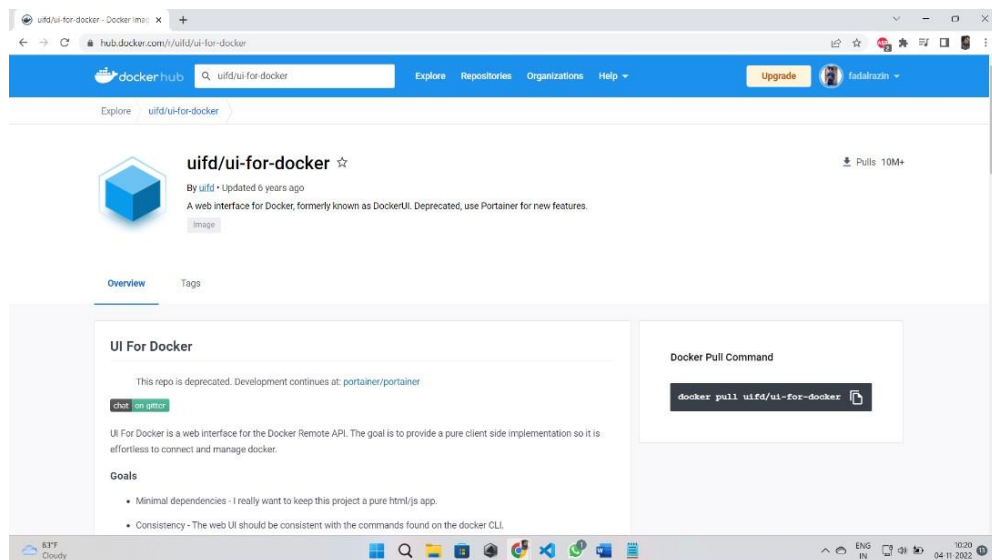 uifd/ui-for-docker - Docker Imag
hub.docker.com/r/uifd/ui-for-docker
dockerhub
uifd/ui-for-docker
Explore Repositories Organizations Help
Upgrade
fadalrazin
Explore uifd/ui-for-docker
uifd/ui-for-docker
Pulls 10M+
By uifd • Updated 6 years ago
A web interface for Docker, formerly known as DockerUI. Deprecated, use Portainer for new features.
Image
Overview Tags
UI For Docker
Docker Pull Command
This repo is deprecated. Development continues at: portainer/portainer
docker pull uifd/ui-for-docker
chat on gitter
UI For Docker is a web interface for the Docker Remote API. The goal is to provide a pure client side implementation so it is
effortless to connect and manage docker.
Goals
• Minimal dependencies - I really want to keep this project a pure html/js app.
• Consistency - The web UI should be consistent with the commands found on the docker CLI.
83°F
Cloudy
ENG
IN
10:20
04-11-2022